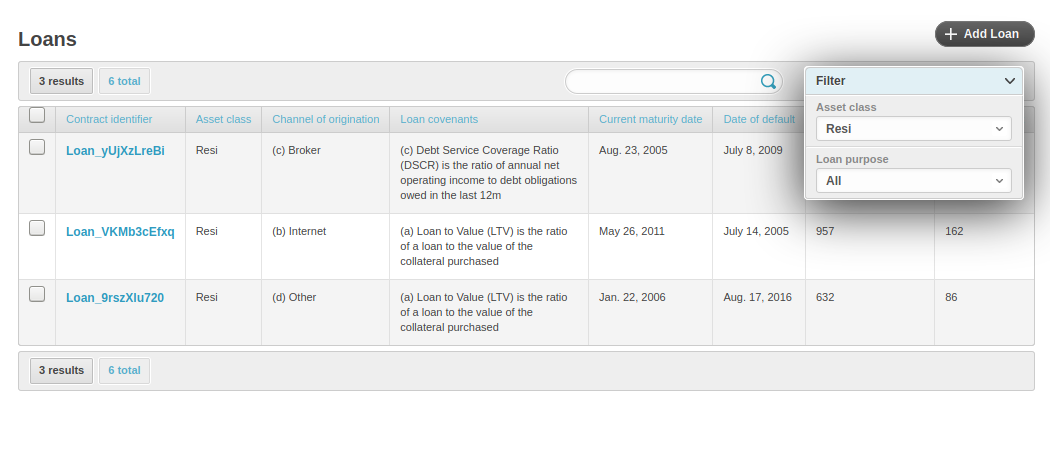 Loans
Add Loan
3 results
6 total
Filter
Asset class
Resi
Loan purpose
All
Contract identifier
Asset class
Channel of origination
Loan covenants
Current maturity date
Date of default
Loan_yUjXzLreBi
Resi
(c) Broker
(c) Debt Service Coverage Ratio
(DSCR) is the ratio of annual net
operating income to debt obligations
owed in the last 12m
Aug. 23, 2005
July 8, 2009
Loan_VKMb3cEfxq
Resi
(b) Internet
(a) Loan to Value (LTV) is the ratio
of a loan to the value of the
collateral purchased
May 26, 2011
July 14, 2005
957
162
Loan_9rszXlu720
Resi
(d) Other
(a) Loan to Value (LTV) is the ratio
of a loan to the value of the
collateral purchased
Jan. 22, 2006
Aug. 17, 2016
632
86
3 results
6 total